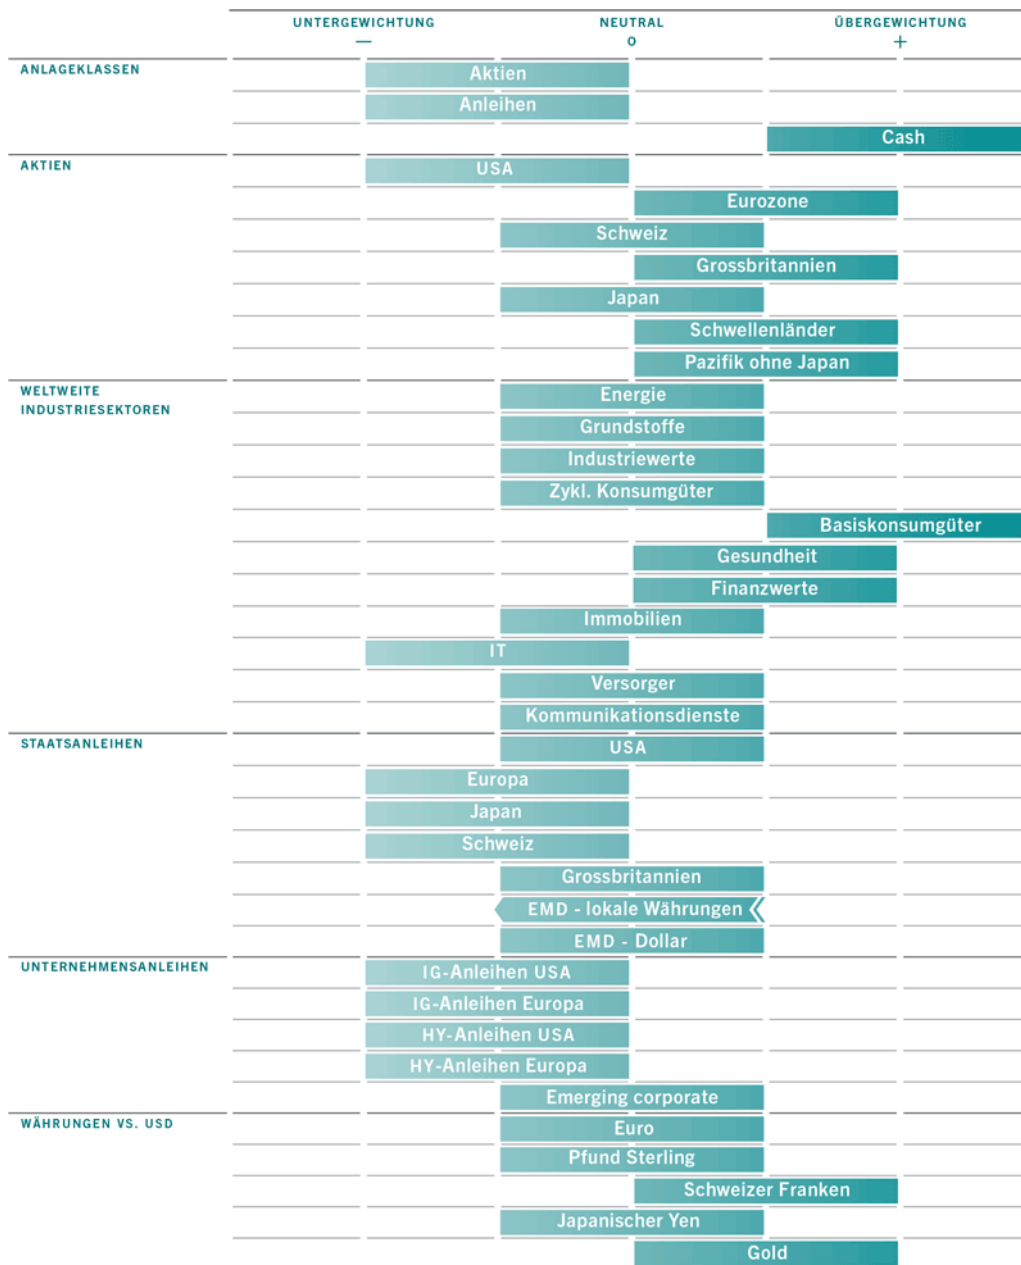 UNTERGEWICHTUNG NEUTRAL ÜBERGEWICHTUNG
— o +
ANLAGEKLASSEN Aktien
Anleihen
Cash
AKTIEN USA
Eurozone
Schweiz
Grossbritannien
Japan
Schwellenländer
Pazifik ohne Japan
WELTWEITE Energie
INDUSTRIESEKTOREN
Grundstoffe
Industriewerte
Zykl. Konsumgüter
Basiskonsumgüter
Gesundheit
Finanzwerte
Immobilien
IT
Versorger
Kommunikationsdienste
STAATSANLEIHEN USA
Europa
Japan
Schweiz
Grossbritannien
EMD - lokale Währungen
EMD - Dollar
UNTERNEHMENSANLEIHEN IG-Anleihen USA
IG-Anleihen Europa
HY-Anleihen USA
HY-Anleihen Europa
Emerging corporate
WÄHRUNGEN VS. USD Euro
Pfund Sterling
Schweizer Franken
Japanischer Yen
Gold